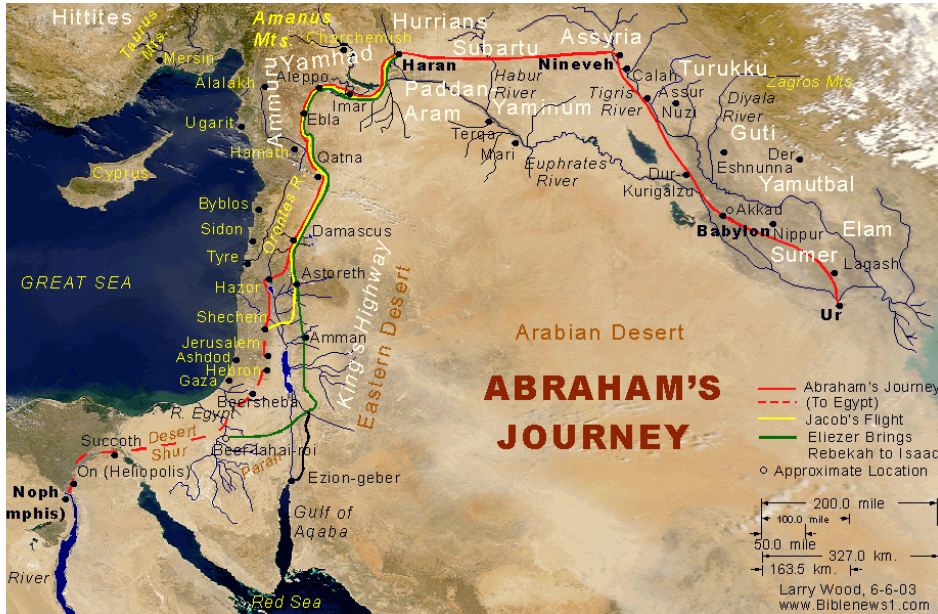 Hittites
Taurus
Mts.
Mersin
Amanus
Mts.
Charchemish
Hurrians
Subartu
Assyria
Yamhad
Aleppo
Alalakh
Imar
Haran
Nineveh
Calah
Turukku
Zagros Mts.
Habur
River
Paddan
Aram
Yaminum
Tigris
River
Assur
Nuzi
Diyala
River
Ebla
Ammuru
Ugarit
Hamath
Terqa
Mari
Guti
Der
Eshnunna
Qatna
Euphrates
River
Dur-
Kurigalzu
Yamutbal
Cyprus
Orontes R.
Byblos
Sidon
Tyre
Damascus
Akkad
Babylon
Nippur
Elam
Sumer
Lagash
Ur
GREAT SEA
Astoreth
Hazor
King's Highway
Eastern Desert
Shechem
Amman
Arabian Desert
Jerusalem
Ashdod
Hebron
Gaza
Beersheba
ABRAHAM'S
JOURNEY
R. Egypt
Desert
Shur
Succoth
Beer-lahai-roi
Paran
On (Heliopolis)
Noph
mphis)
Ezion-geber
Gulf of
Aqaba
River
Red Sea
Abraham's Journey
(To Egypt)
Jacob's Flight
Eliezer Brings
Rebekah to Isaac
Approximate Location
200.0 mile
100.0 mile
50.0 mile
327.0 km.
163.5 km.
Larry Wood, 6-6-03
www.Biblenews1.com